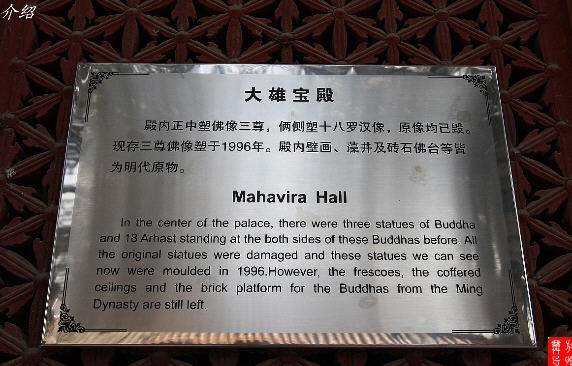 介绍
大雄宝殿
殿内正中塑佛像三尊，俩侧塑十八罗汉像，原像均已毁。
现存三尊佛像塑于1996年。殿内壁画、藻井及砖石佛台等皆
为明代原物。
Mahavira Hall
In the center of the palace, there were three statues of Buddha
and 18 Arhast standing at the both sides of these Buddhas before. All
the original statues were damaged and these statues we can see
now were moulded in 1996.However, the frescoes, the coffered
ceilings and the brick platform for the Buddhas from the Ming
Dynasty are still left.